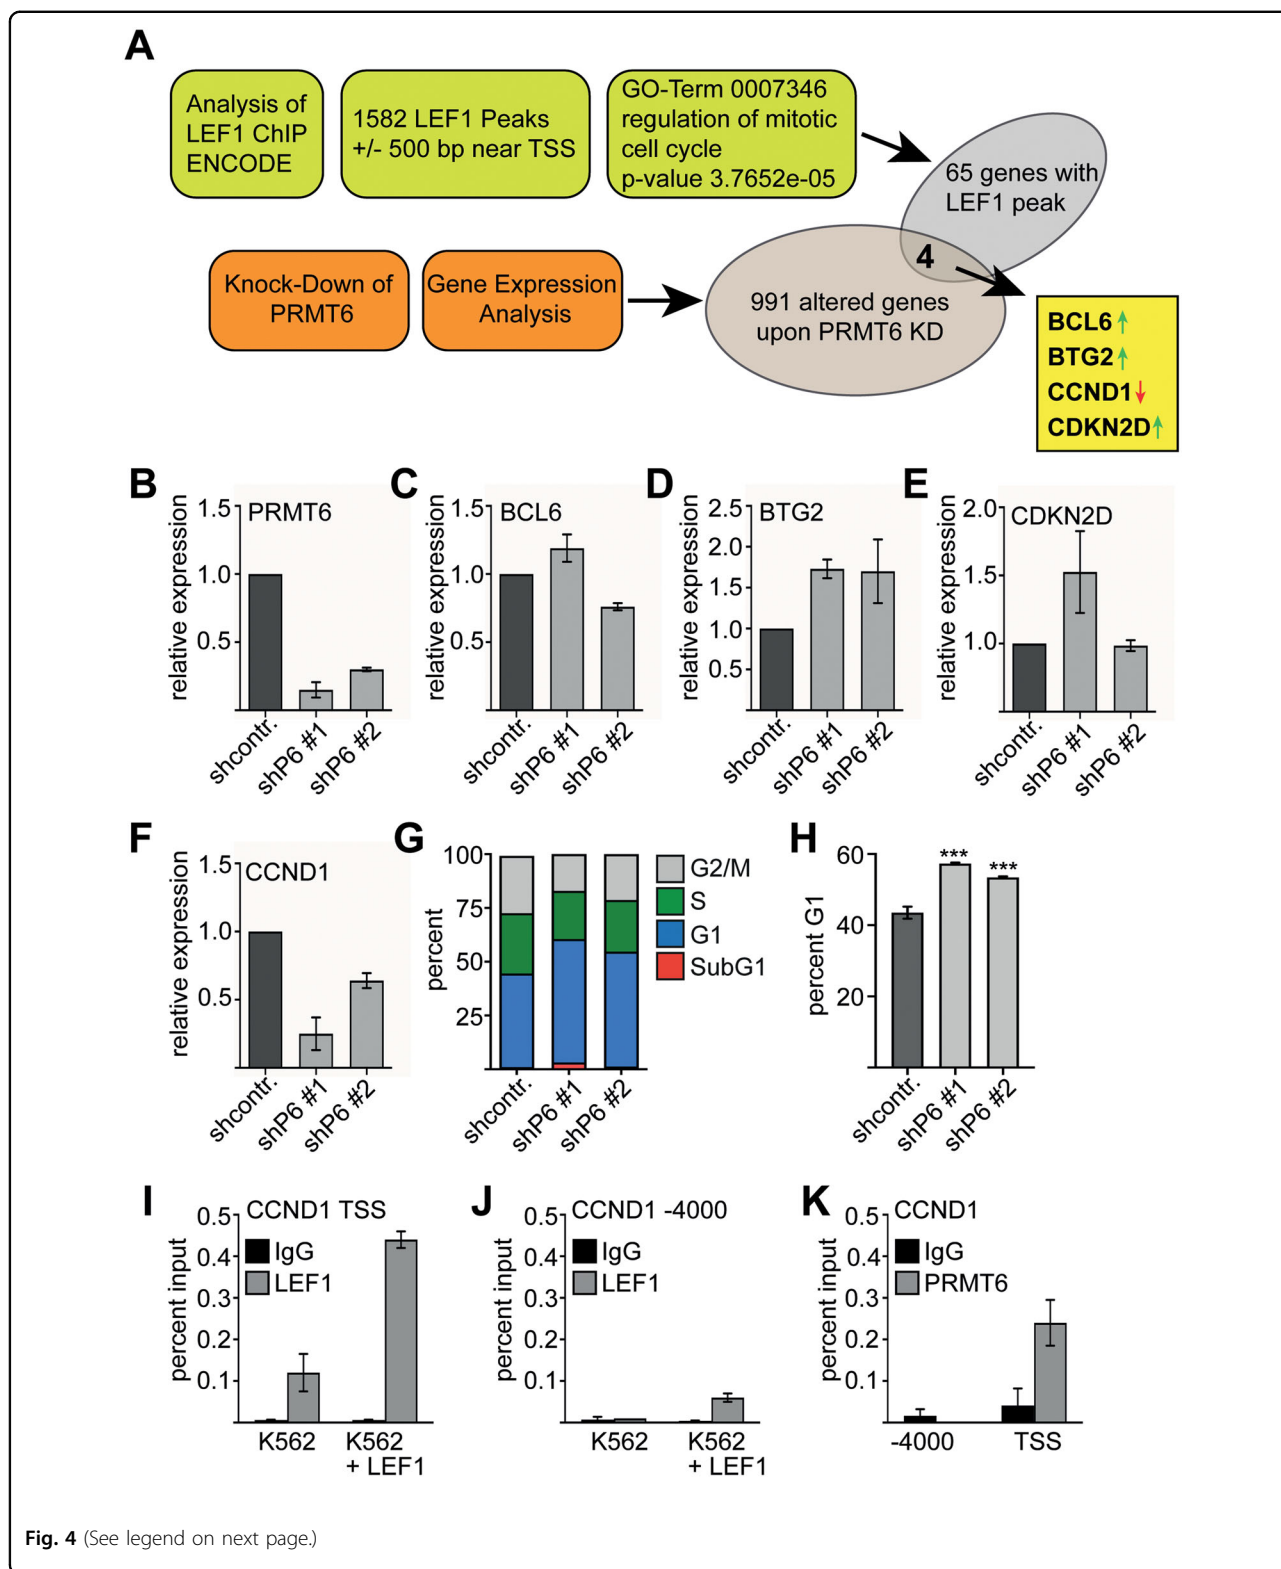 A
Analysis of
LEF1 ChIP
ENCODE
1582 LEF1 Peaks
+/- 500 bp near TSS
GO-Term 0007346
regulation of mitotic
cell cycle
p-value 3.7652e-05
65 genes with
LEF1 peak
4
Knock-Down of
PRMT6
Gene Expression
Analysis
991 altered genes
upon PRMT6 KD
BCL6↑
BTG2↑
CCND1↓
CDKN2D↑
B
relative expression
PRMT6
1.5
1.0
0.5
shcontr.
shP6 #1
shP6 #2
C
relative expression
BCL6
1.5
1.0
0.5
shcontr.
shP6 #1
shP6 #2
D
relative expression
BTG2
2.5
2.0
1.5
1.0
0.5
shcontr.
shP6 #1
shP6 #2
E
relative expression
CDKN2D
2.0
1.5
1.0
shcontr.
shP6 #1
shP6 #2
F
relative expression
CCND1
1.5
1.0
0.5
shcontr.
shP6 #1
shP6 #2
G
percent
100
75
50
25
G2/M
S
G1
SubG1
shcontr.
shP6 #1
shP6 #2
H
percent G1
60
40
20
***
***
shcontr.
shP6 #1
shP6 #2
I
percent input
CCND1 TSS
0.5
0.4
0.3
0.2
0.1
IgG
LEF1
K562
K562
+ LEF1
J
percent input
CCND1 -4000
0.5
0.4
0.3
0.2
0.1
IgG
LEF1
K562
K562
+ LEF1
K
percent input
CCND1
0.5
0.4
0.3
0.2
0.1
IgG
PRMT6
-4000
TSS
Fig. 4 (See legend on next page.)